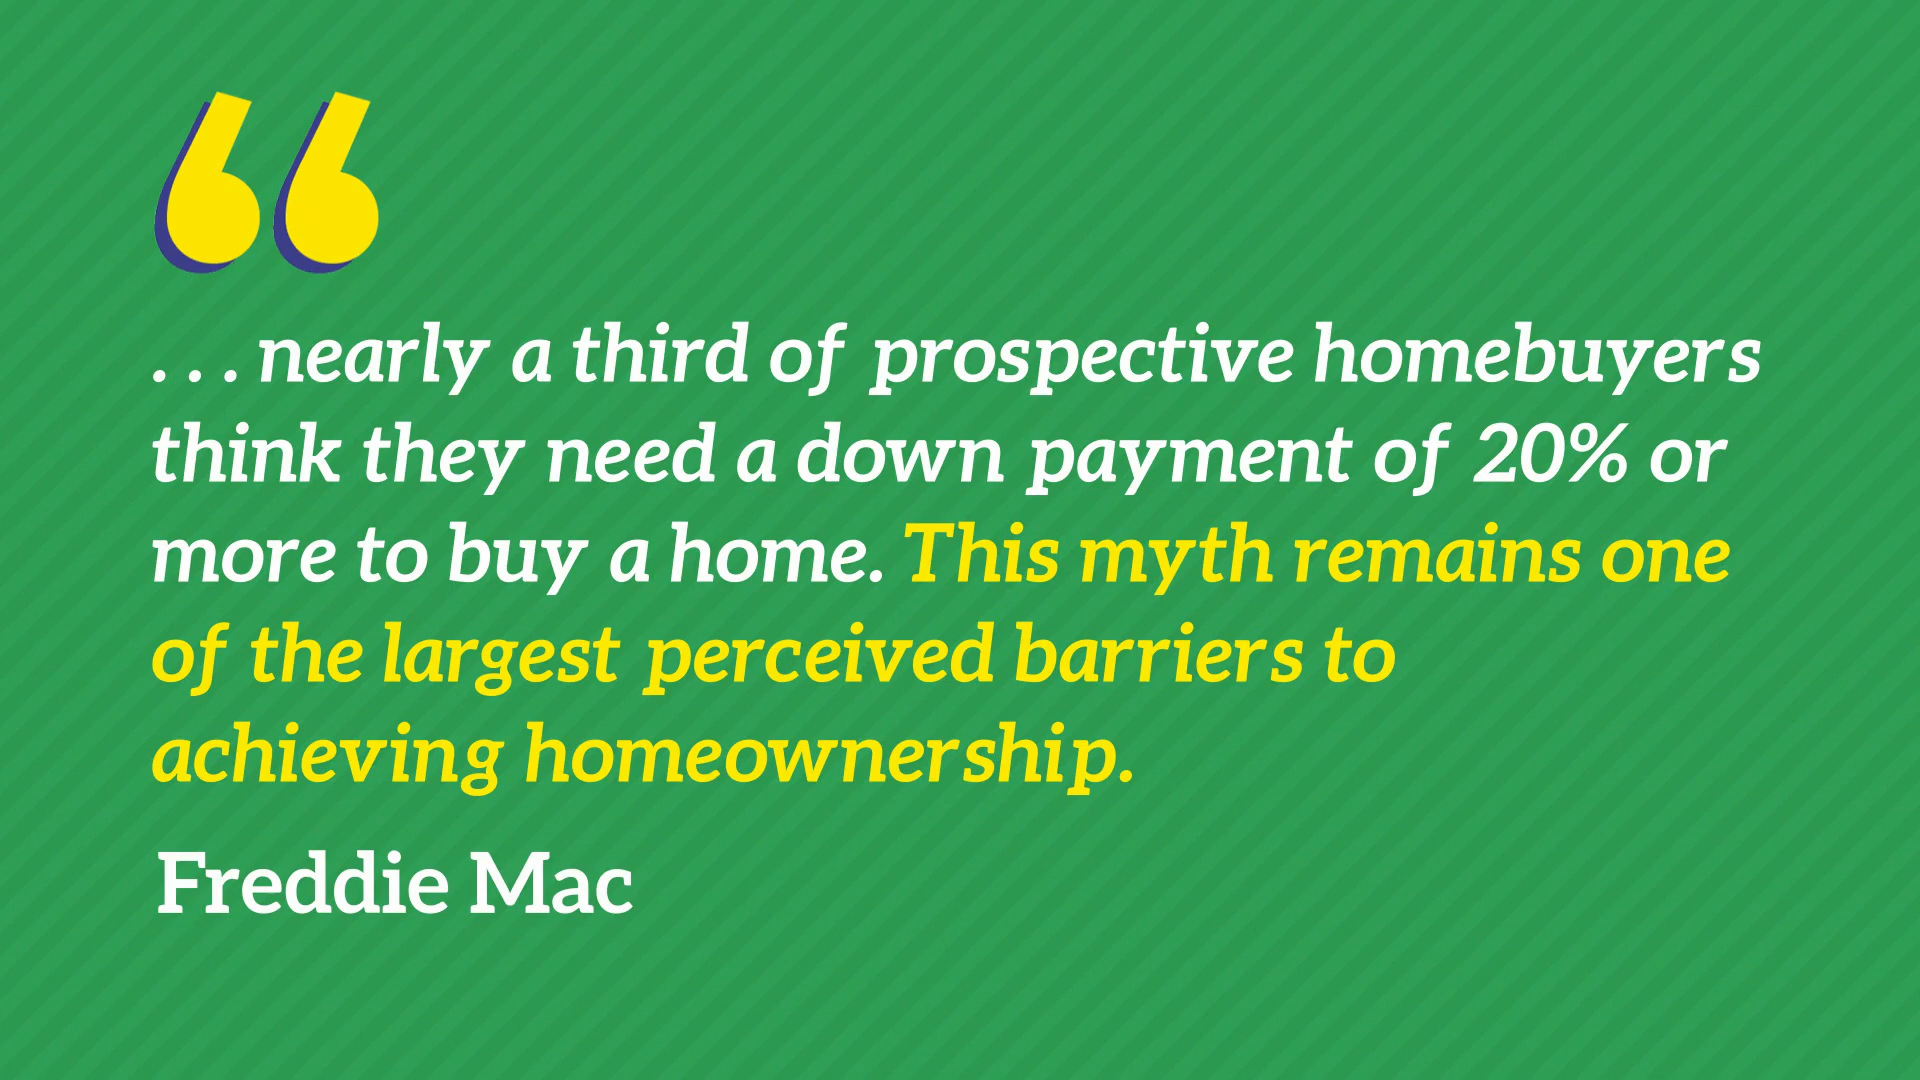 “
. . . nearly a third of prospective homebuyers
think they need a down payment of 20% or
more to buy a home. This myth remains one
of the largest perceived barriers to
achieving homeownership.
Freddie Mac